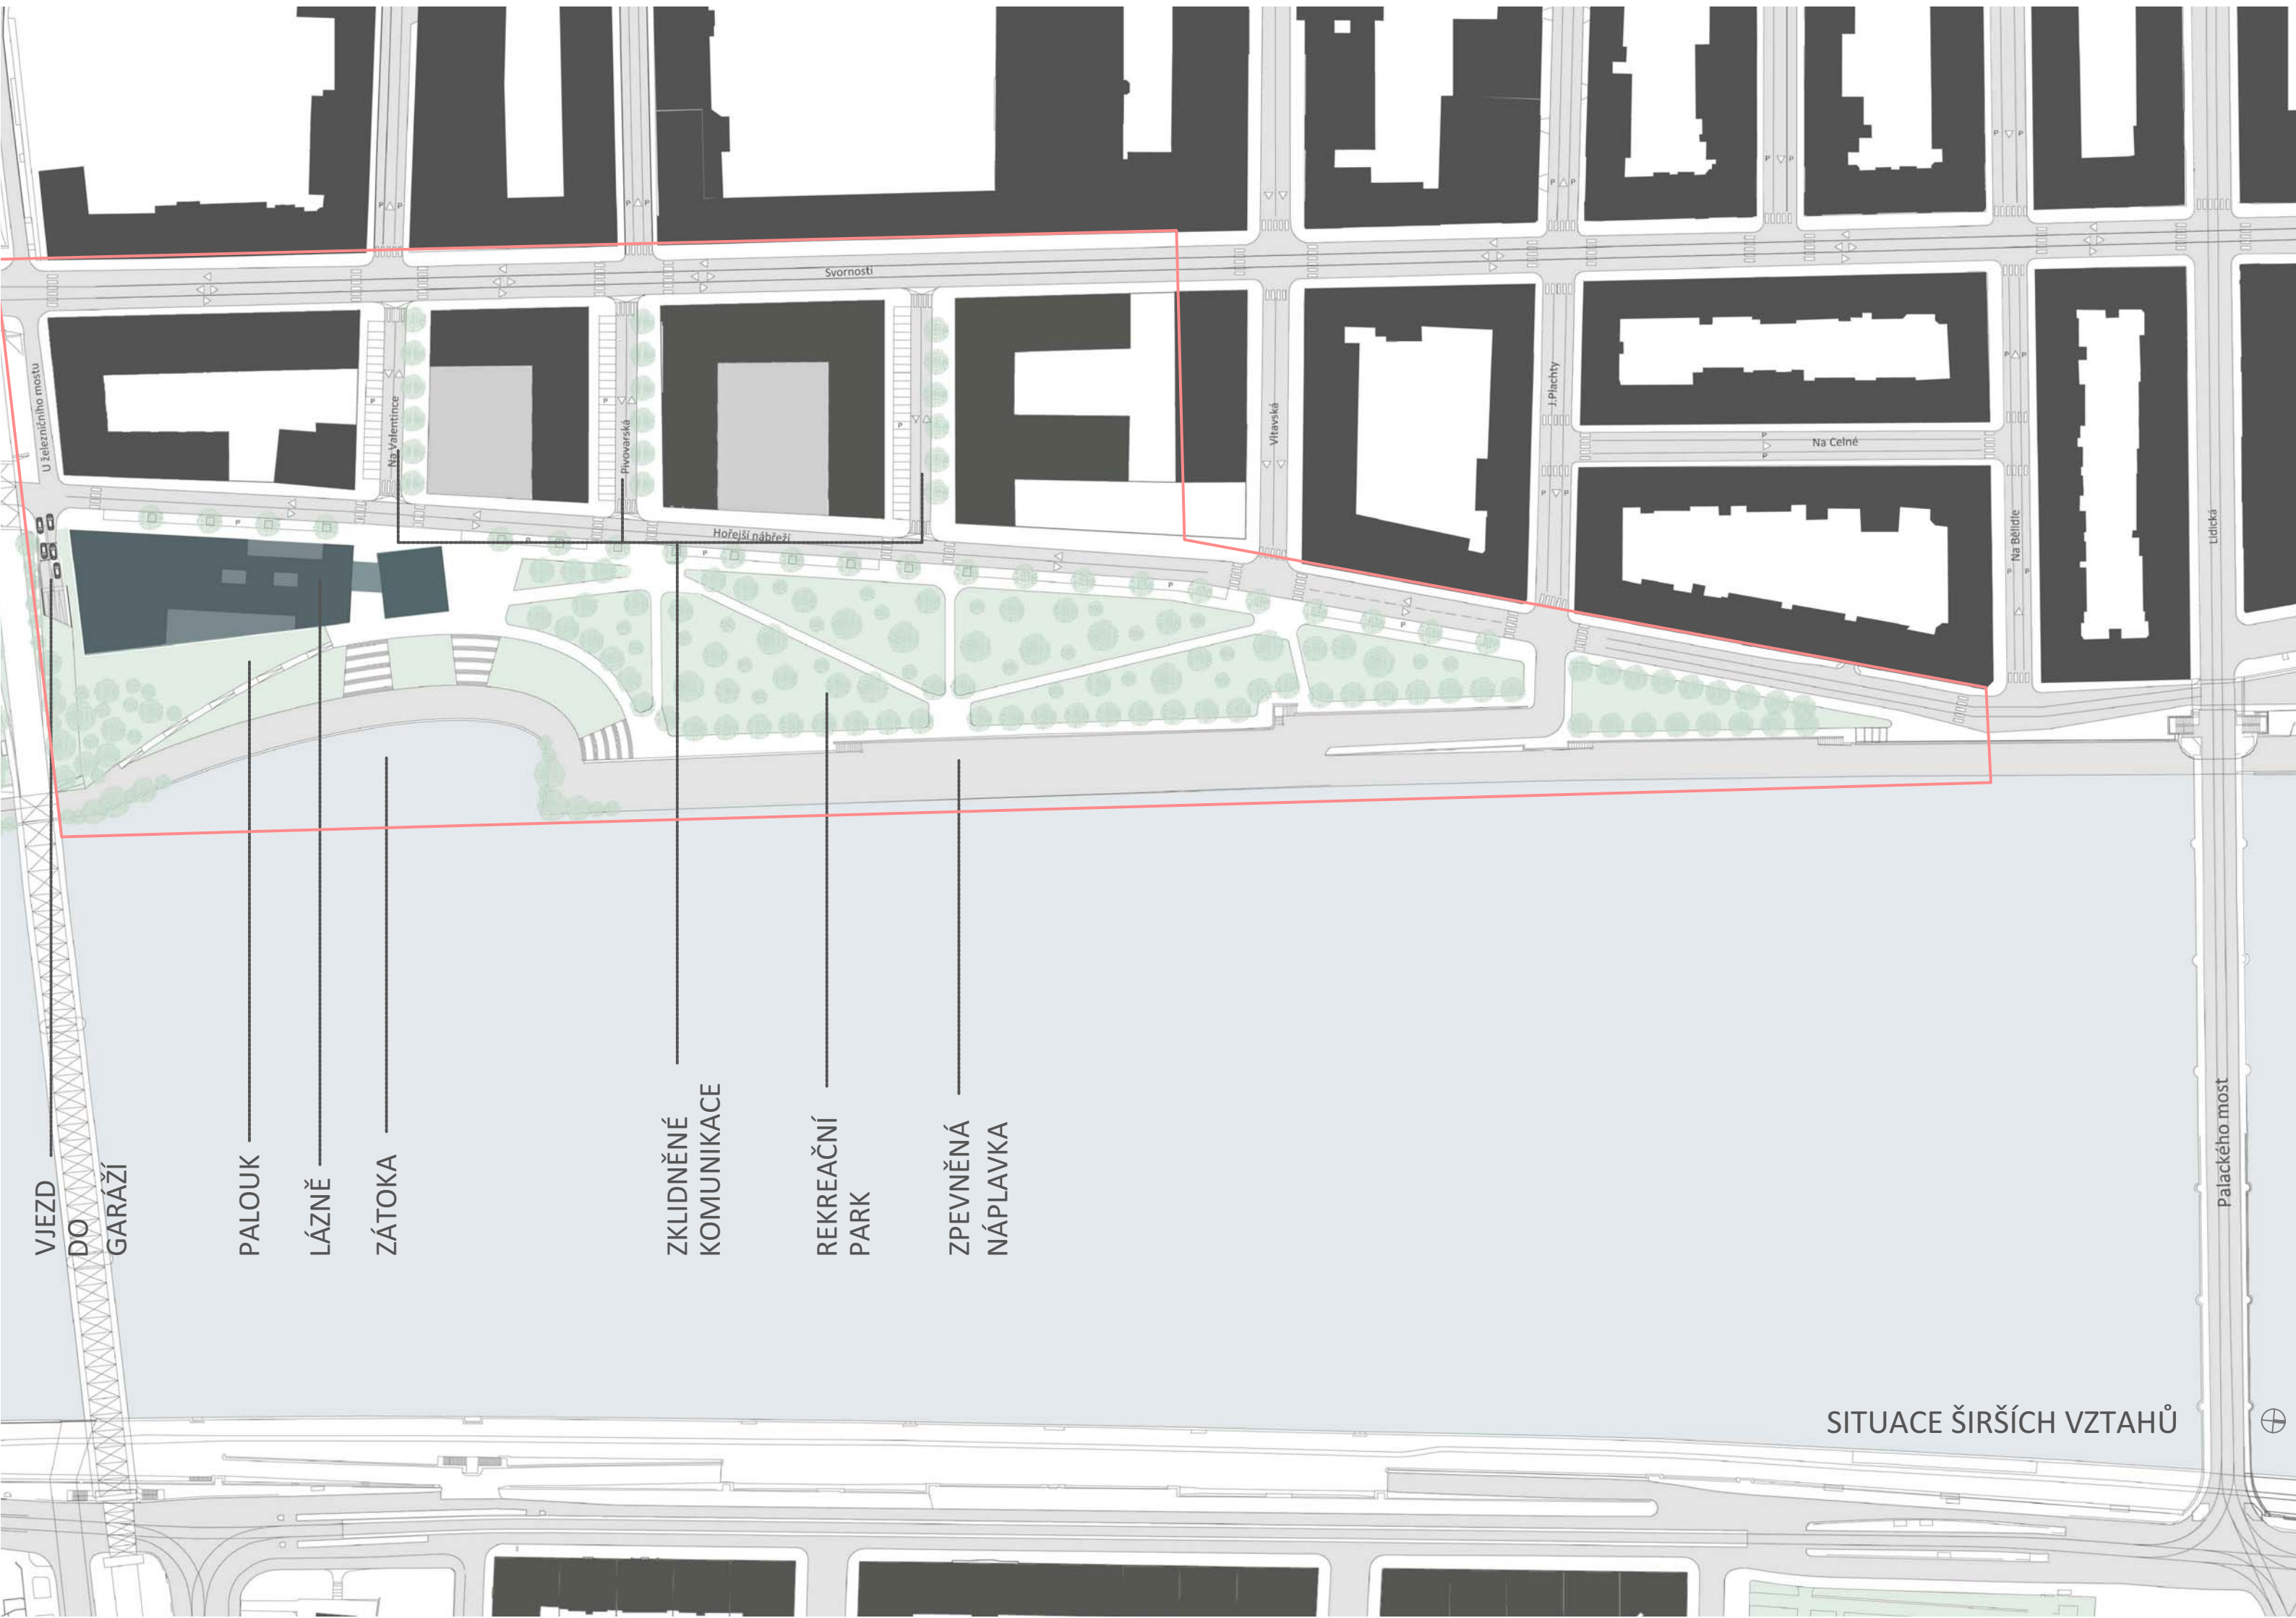 Svornosti
U železničního mostu
Na Valentince
Pivovarská
Vltavská
J.Plachty
Na Celné
Na Bělidle
Lidická
Hořejší nábřeží
VJEZD
DO
GARÁŽÍ
PALOUK
LÁZNĚ
ZÁTOKA
ZKLIDNĚNÉ
KOMUNIKACE
REKREAČNÍ
PARK
ZPEVNĚNÁ
NÁPLAVKA
Palackého most
SITUACE ŠIRŠÍCH VZTAHŮ